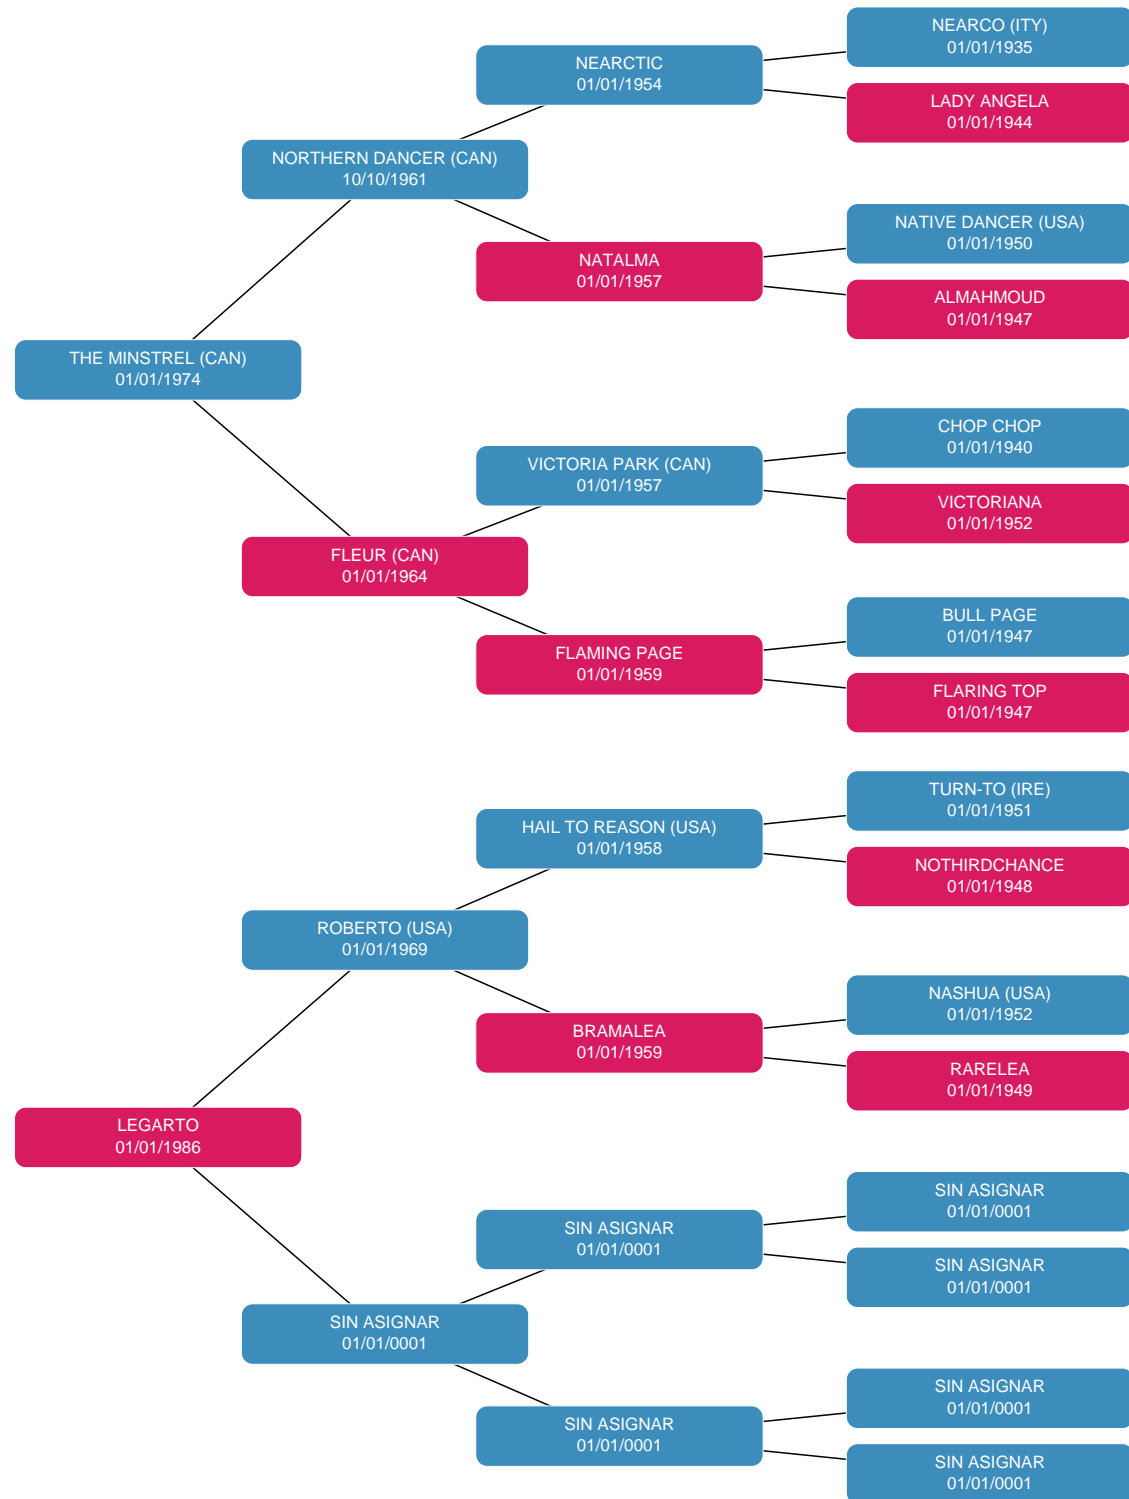 NEARCO (ITY)
01/01/1935
NEARCTIC
01/01/1954
LADY ANGELA
01/01/1944
NORTHERN DANCER (CAN)
10/10/1961
NATIVE DANCER (USA)
01/01/1950
NATALMA
01/01/1957
ALMAHMOUD
01/01/1947
THE MINSTREL (CAN)
01/01/1974
CHOP CHOP
01/01/1940
VICTORIA PARK (CAN)
01/01/1957
VICTORIANA
01/01/1952
FLEUR (CAN)
01/01/1964
BULL PAGE
01/01/1947
FLAMING PAGE
01/01/1959
FLARING TOP
01/01/1947
TURN-TO (IRE)
01/01/1951
HAIL TO REASON (USA)
01/01/1958
NOTHIRDCHANCE
01/01/1948
ROBERTO (USA)
01/01/1969
NASHUA (USA)
01/01/1952
BRAMALEA
01/01/1959
RARELEA
01/01/1949
LEGARTO
01/01/1986
SIN ASIGNAR
01/01/0001
SIN ASIGNAR
01/01/0001
SIN ASIGNAR
01/01/0001
SIN ASIGNAR
01/01/0001
SIN ASIGNAR
01/01/0001
SIN ASIGNAR
01/01/0001
SIN ASIGNAR
01/01/0001